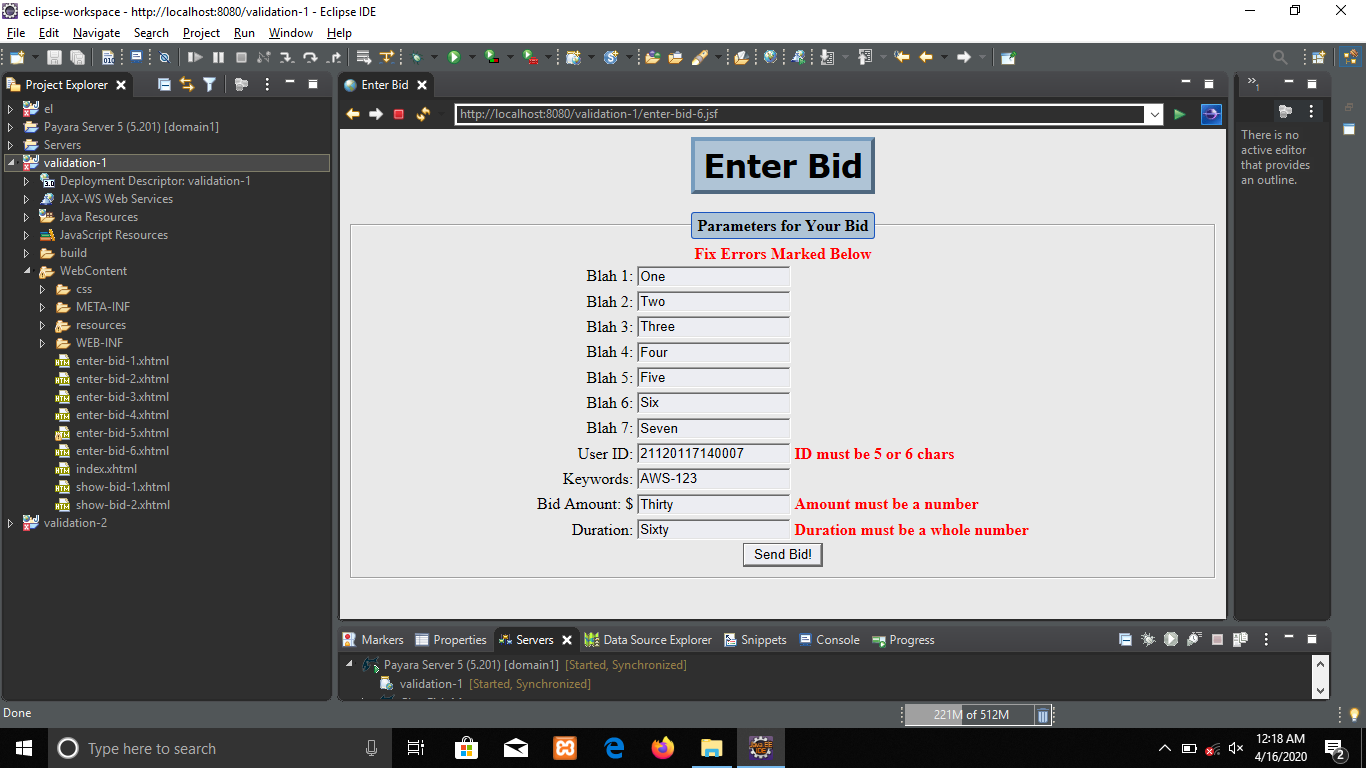 eclipse-workspace - http://localhost:8080/validation-1 - Eclipse IDE
File Edit Navigate Search Project Run Window Help
Project Explorer
el
Payara Server 5 (5.201) [domain1]
Servers
validation-1
Deployment Descriptor: validation-1
JAX-WS Web Services
Java Resources
JavaScript Resources
build
WebContent
css
META-INF
resources
WEB-INF
enter-bid-1.xhtml
enter-bid-2.xhtml
enter-bid-3.xhtml
enter-bid-4.xhtml
enter-bid-5.xhtml
enter-bid-6.xhtml
index.xhtml
show-bid-1.xhtml
show-bid-2.xhtml
validation-2
Enter Bid
http://localhost:8080/validation-1/enter-bid-6.jsf
Enter Bid
Parameters for Your Bid
Fix Errors Marked Below
Blah 1: One
Blah 2: Two
Blah 3: Three
Blah 4: Four
Blah 5: Five
Blah 6: Six
Blah 7: Seven
User ID: 21120117140007 ID must be 5 or 6 chars
Keywords: AWS-123
Bid Amount: $ Thirty Amount must be a number
Duration: Sixty Duration must be a whole number
Send Bid!
»1
There is no
active editor
that provides
an outline.
Markers Properties Servers Data Source Explorer Snippets Console Progress
Payara Server 5 (5.201) [domain1] [Started, Synchronized]
validation-1 [Started, Synchronized]
Done
221M of 512M
Type here to search
12:18 AM
4/16/2020
2